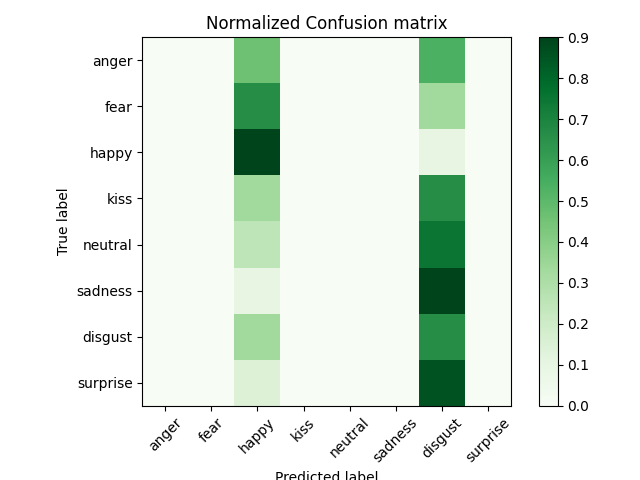 Normalized Confusion matrix
True label
anger
fear
happy
kiss
neutral
sadness
disgust
surprise
anger fear happy kiss neutral sadness disgust surprise
Predicted label
0.9
0.8
0.7
0.6
0.5
0.4
0.3
0.2
0.1
0.0